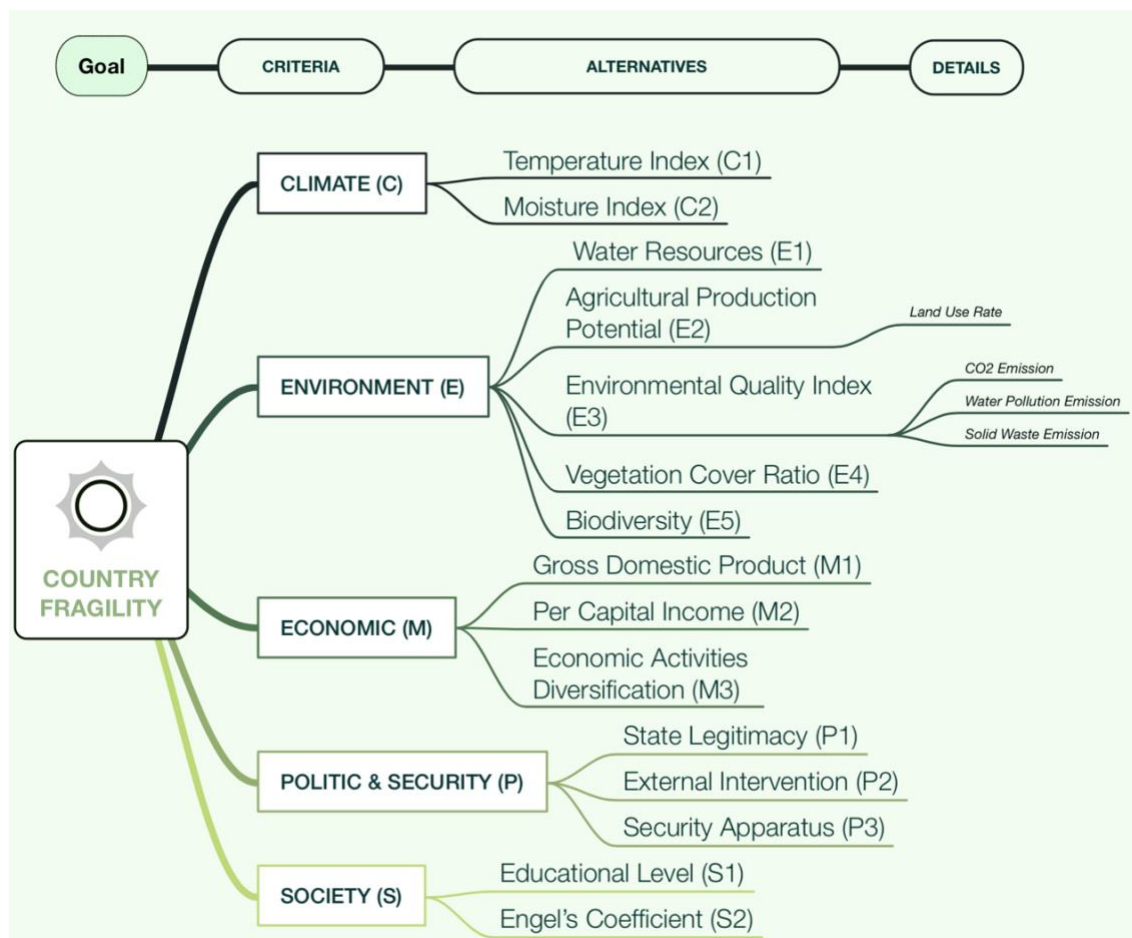 Goal
CRITERIA
ALTERNATIVES
DETAILS
COUNTRY
FRAGILITY
CLIMATE (C)
Temperature Index (C1)
Moisture Index (C2)
ENVIRONMENT (E)
Water Resources (E1)
Agricultural Production
Potential (E2)
Land Use Rate
Environmental Quality Index
(E3)
CO2 Emission
Water Pollution Emission
Solid Waste Emission
Vegetation Cover Ratio (E4)
Biodiversity (E5)
ECONOMIC (M)
Gross Domestic Product (M1)
Per Capital Income (M2)
Economic Activities
Diversification (M3)
POLITIC & SECURITY (P)
State Legitimacy (P1)
External Intervention (P2)
Security Apparatus (P3)
SOCIETY (S)
Educational Level (S1)
Engel's Coefficient (S2)